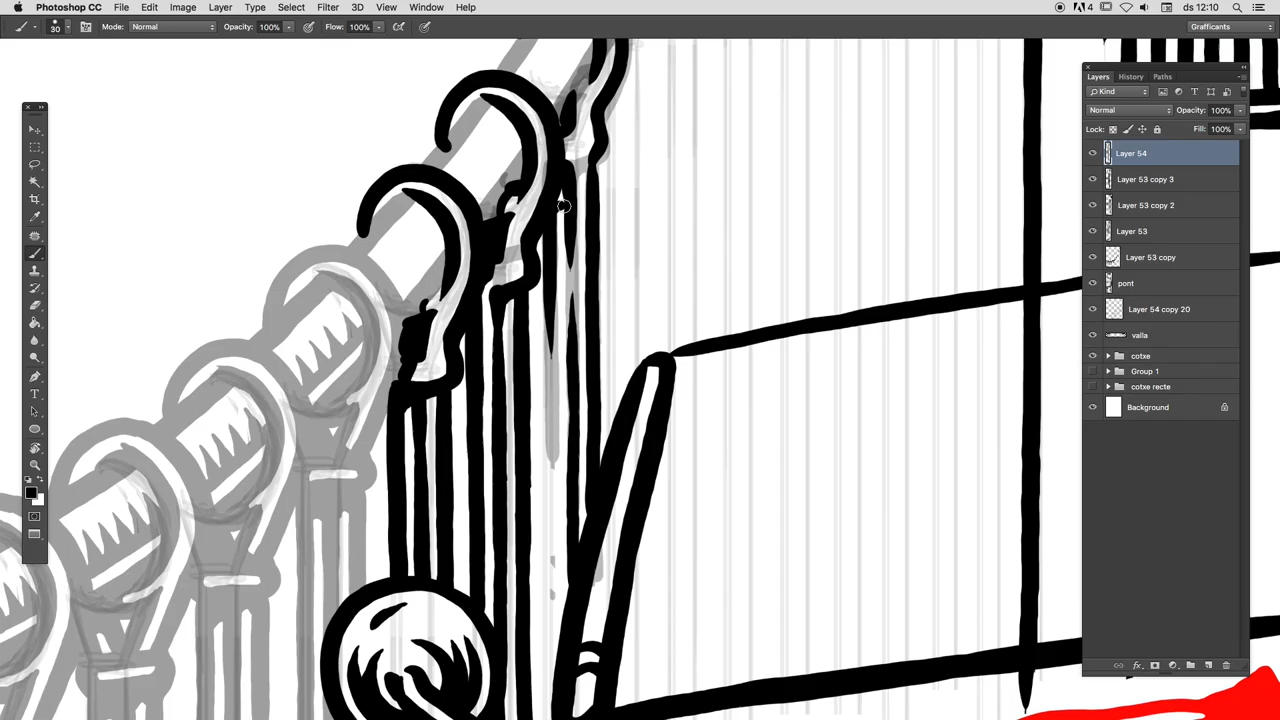 Photoshop CC File Edit Image Layer Type Select Filter 3D View Window Help 4 ds 12:10
30 Mode: Normal Opacity: 100% Flow: 100% Grafficants
Layers History Paths
Kind
Normal Opacity: 100%
Lock: Fill: 100%
Layer 54
Layer 53 copy 3
Layer 53 copy 2
Layer 53
Layer 53 copy
pont
Layer 54 copy 20
valla
cotxe
Group 1
cotxe recte
Background